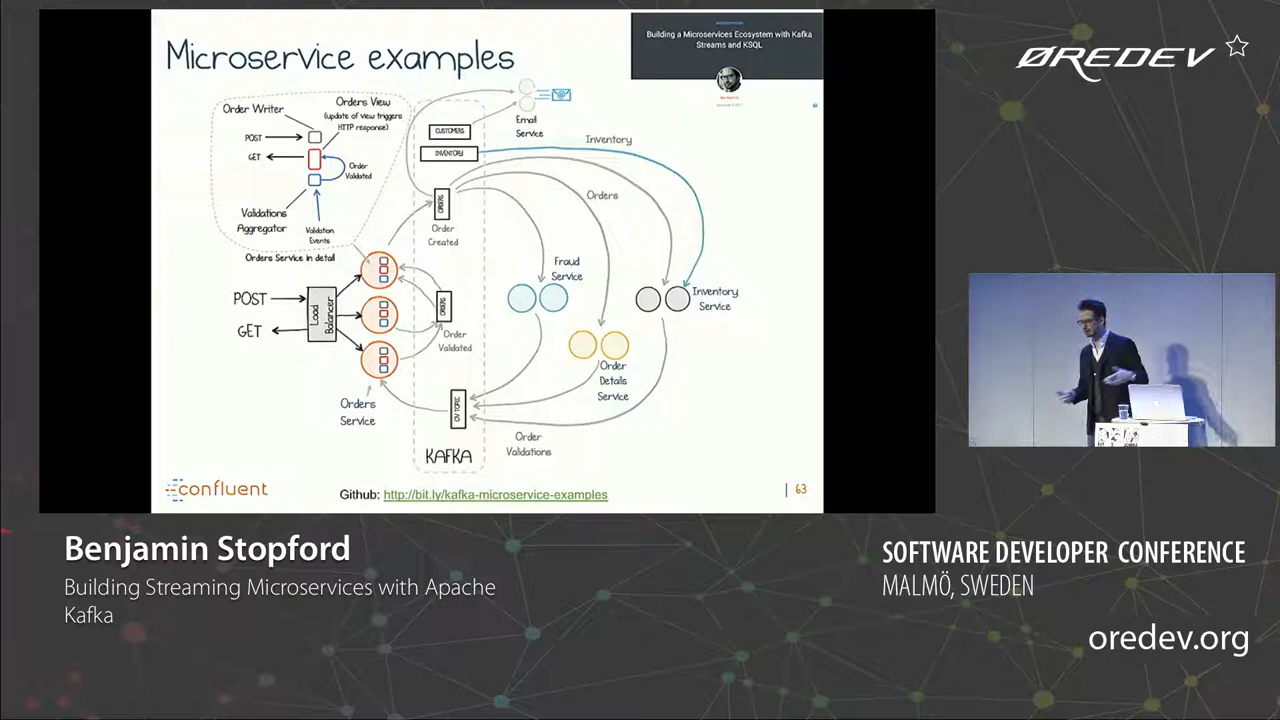 Microservice examples
Building a Microservices Ecosystem with Kafka
Streams and KSQL
ØREDEV
Order Writer
Orders View
(update of view triggers
HTTP response)
POST
GET
Order
Validated
Validations
Aggregator
Validation
Events
Orders Service in detail
CUSTOMERS
INVENTORY
ORDERS
Order
Created
Email
Service
Inventory
Orders
Fraud
Service
Inventory
Service
Order
Details
Service
POST
GET
Load
Balancer
ORDERS
Order
Validated
Orders
Service
OV TOPIC
Order
Validations
KAFKA
confluent
Github: http://bit.ly/kafka-microservice-examples
| 63
Benjamin Stopford
Building Streaming Microservices with Apache
Kafka
SOFTWARE DEVELOPER CONFERENCE
MALMÖ, SWEDEN
oredev.org